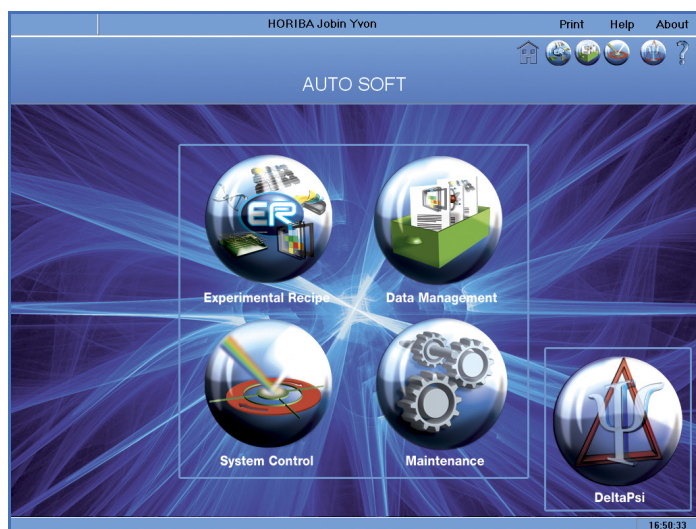 HORIBA Jobin Yvon
Print Help About
AUTO SOFT
ER
Experimental Recipe
Data Management
System Control
Maintenance
Ψ
DeltaPsi
16:50:33